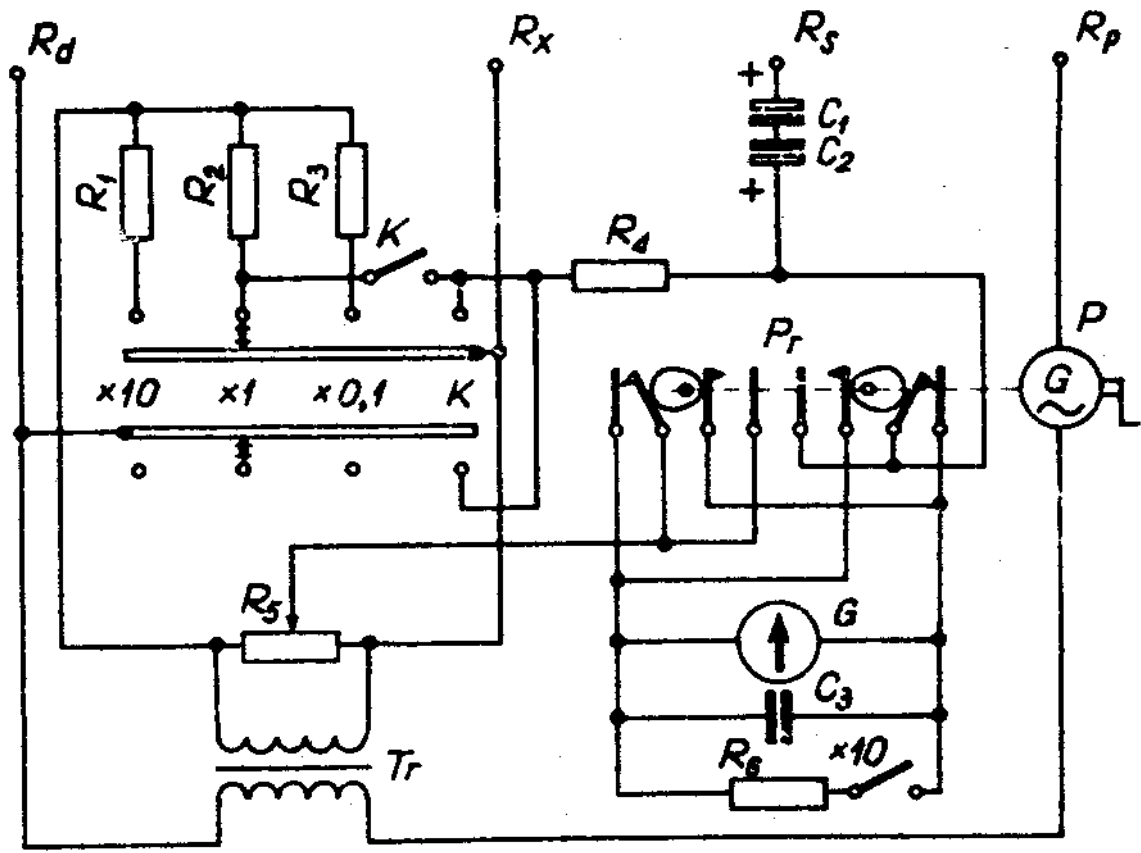 Rd Rx Rs Rp
+ C1
C2
+
R1 R2 R3 K R4
Pr P
G
×10 ×1 ×0,1 K
R5 G
C3
Tr R6 ×10